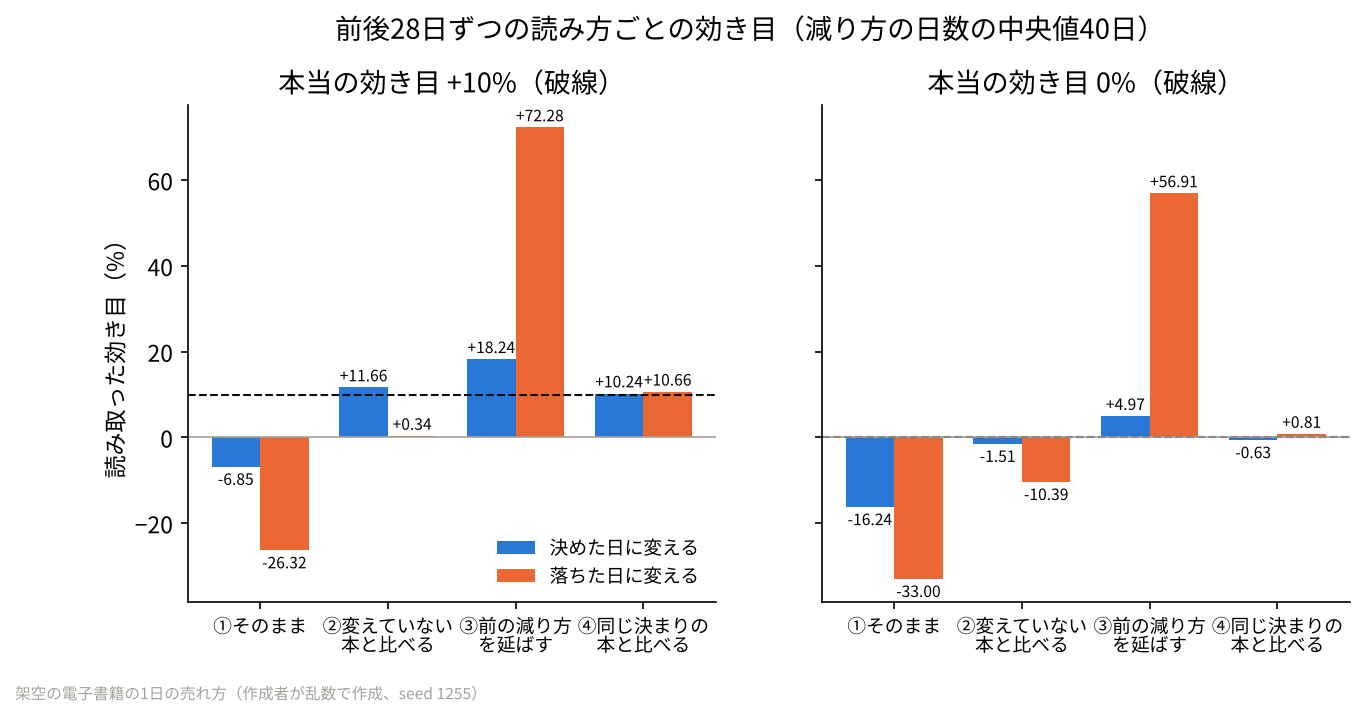 前後28日ずつの読み方ごとの効き目（減り方の日数の中央値40日）
本当の効き目 +10%（破線）
読み取った効き目（%）
60
40
20
0
−20
-6.85
-26.32
+11.66
+0.34
+18.24
+72.28
+10.24
+10.66
決めた日に変える
落ちた日に変える
①そのまま
②変えていない
本と比べる
③前の減り方
を延ばす
④同じ決まりの
本と比べる
本当の効き目 0%（破線）
-16.24
-33.00
-1.51
-10.39
+4.97
+56.91
-0.63
+0.81
①そのまま
②変えていない
本と比べる
③前の減り方
を延ばす
④同じ決まりの
本と比べる
架空の電子書籍の1日の売れ方（作成者が乱数で作成、seed 1255）